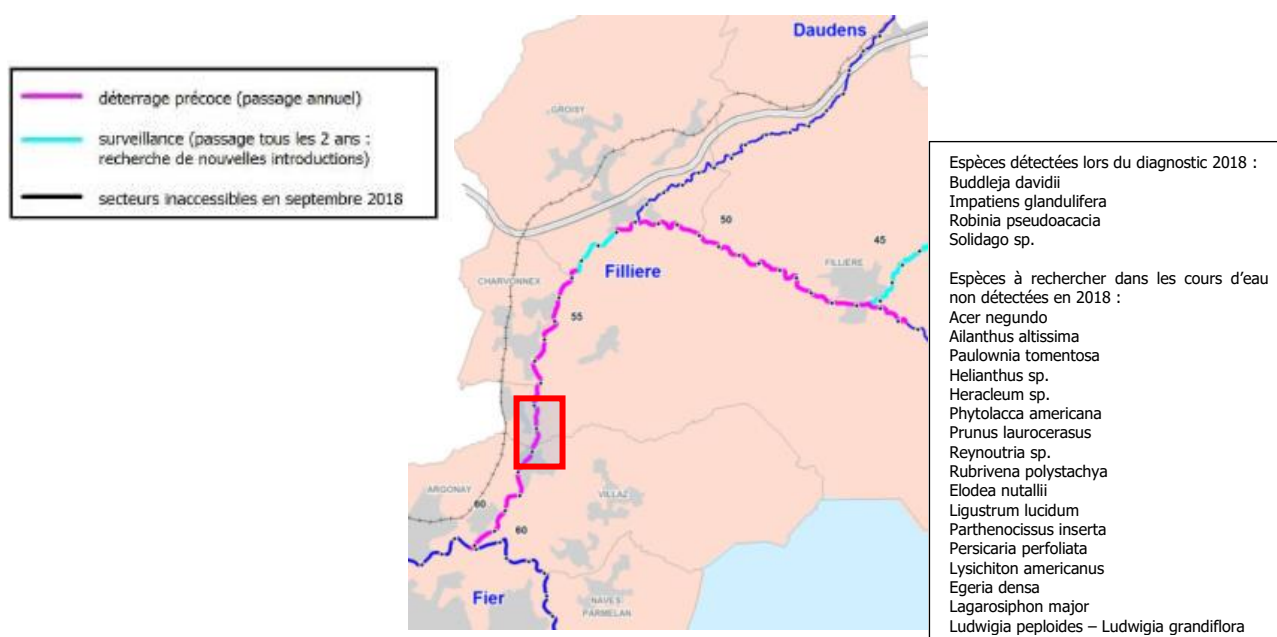 déterrage précoce (passage annuel)
surveillance (passage tous les 2 ans :
recherche de nouvelles introductions)
secteurs inaccessibles en septembre 2018
Daudens
GROISY
50
45
Filliere
FILLIERE
CHARVONNEX
55
ARGONAY
60
60
VILLAZ
Fier
NAVES
PARMELAN
Espèces détectées lors du diagnostic 2018 :
Buddleja davidii
Impatiens glandulifera
Robinia pseudoacacia
Solidago sp.
Espèces à rechercher dans les cours d’eau
non détectées en 2018 :
Acer negundo
Ailanthus altissima
Paulownia tomentosa
Helianthus sp.
Heracleum sp.
Phytolacca americana
Prunus laurocerasus
Reynoutria sp.
Rubrivena polystachya
Elodea nutallii
Ligustrum lucidum
Parthenocissus inserta
Persicaria perfoliata
Lysichiton americanus
Egeria densa
Lagarosiphon major
Ludwigia peploides – Ludwigia grandiflora